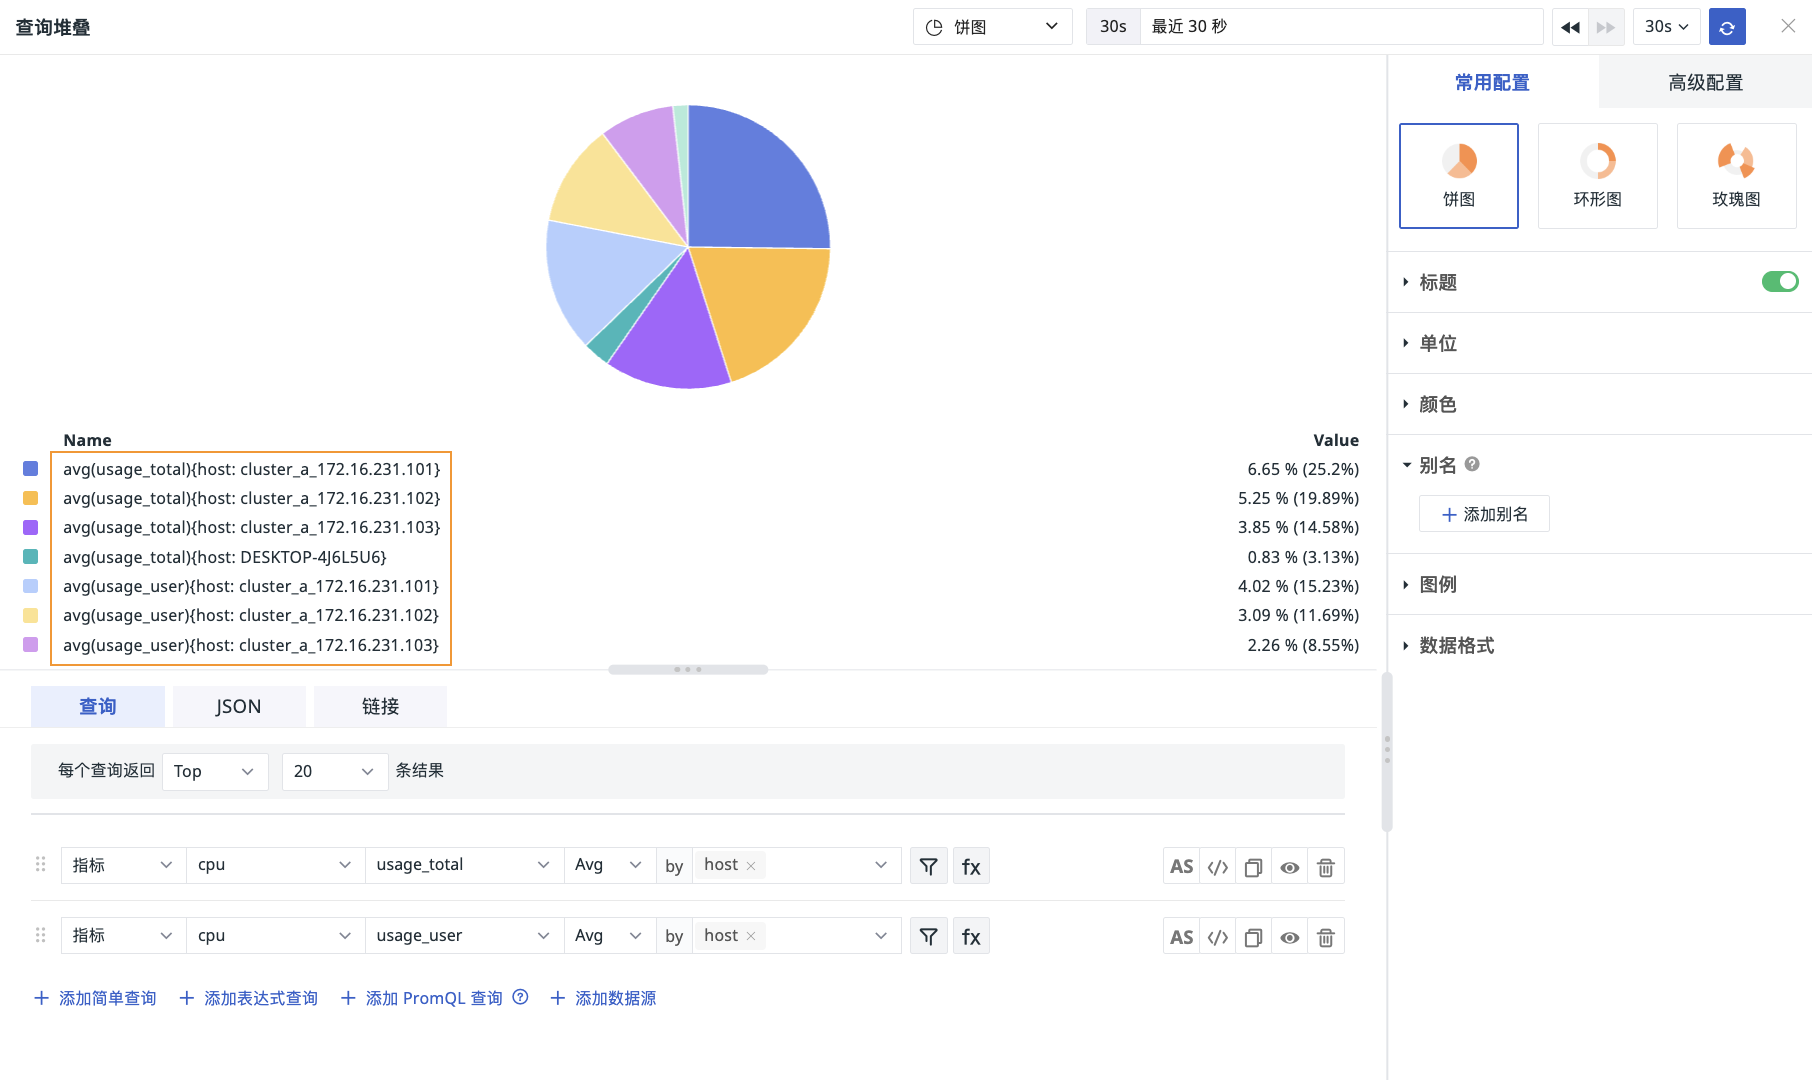 查询堆叠
饼图
30s 最近 30 秒
30s
常用配置
高级配置
饼图
环形图
玫瑰图
标题
单位
颜色
别名
添加别名
图例
数据格式
Name Value
avg(usage_total){host: cluster_a_172.16.231.101} 6.65 % (25.2%)
avg(usage_total){host: cluster_a_172.16.231.102} 5.25 % (19.89%)
avg(usage_total){host: cluster_a_172.16.231.103} 3.85 % (14.58%)
avg(usage_total){host: DESKTOP-4J6L5U6} 0.83 % (3.13%)
avg(usage_user){host: cluster_a_172.16.231.101} 4.02 % (15.23%)
avg(usage_user){host: cluster_a_172.16.231.102} 3.09 % (11.69%)
avg(usage_user){host: cluster_a_172.16.231.103} 2.26 % (8.55%)
查询 JSON 链接
每个查询返回 Top 20 条结果
指标 cpu usage_total Avg by host fx AS
指标 cpu usage_user Avg by host fx AS
添加简单查询 添加表达式查询 添加 PromQL 查询 添加数据源